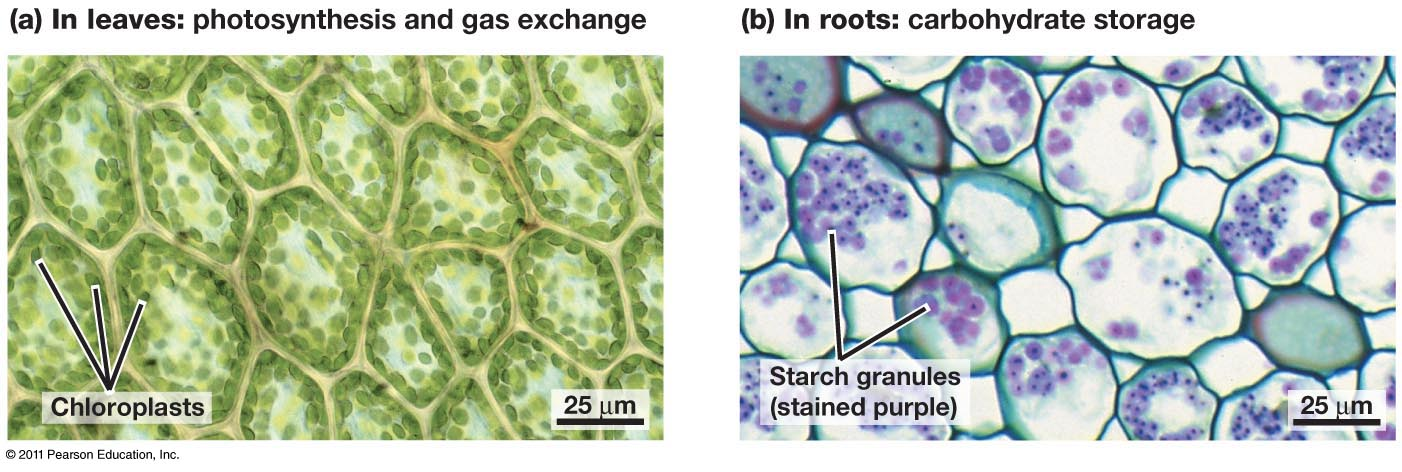 (a) In leaves: photosynthesis and gas exchange
(b) In roots: carbohydrate storage
Chloroplasts
25 μm
Starch granules
(stained purple)
25 μm
© 2011 Pearson Education, Inc.